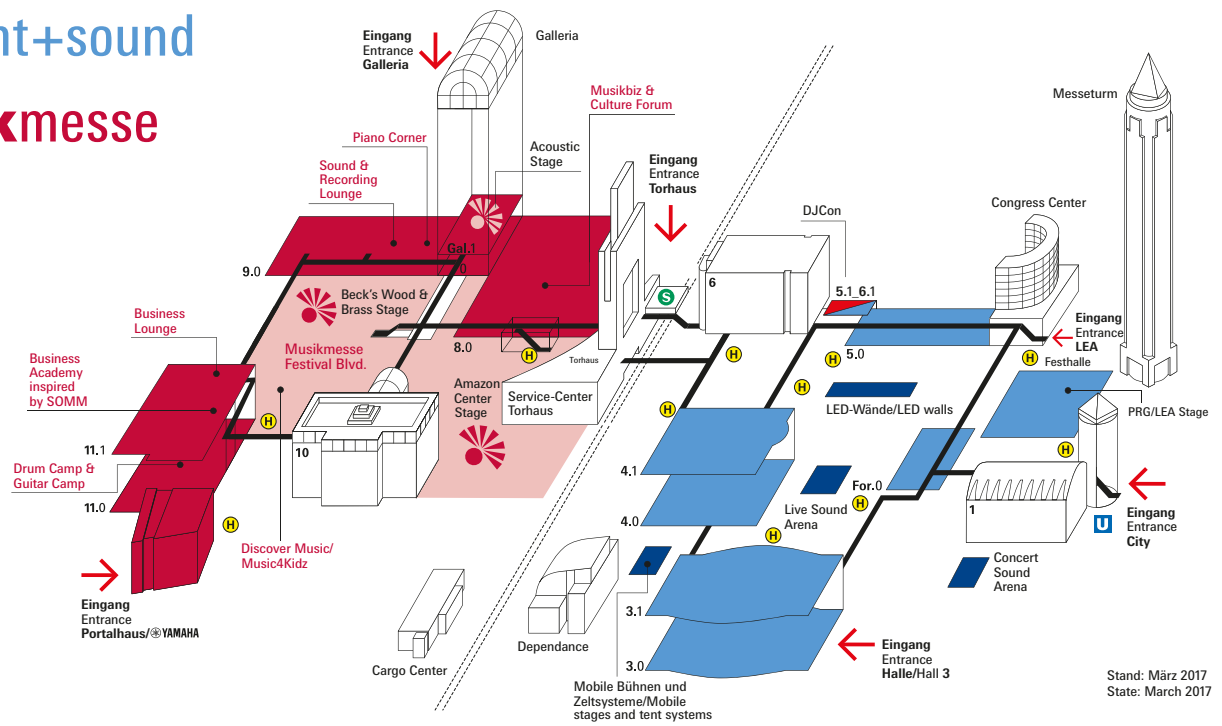 nt+sound
kmesse
Eingang
Entrance
Galleria
Galleria
Musikbiz &
Culture Forum
Piano Corner
Sound &
Recording
Lounge
Acoustic
Stage
Eingang
Entrance
Torhaus
Messeturm
Congress Center
DJCon
9.0
Gal.1
0
S
6
5.1_6.1
Beck's Wood &
Brass Stage
Business
Lounge
Musikmesse
Festival Blvd.
8.0
H
Torhaus
H
H
5.0
H
Eingang
Entrance
LEA
Festhalle
Business
Academy
inspired
by SOMM
Amazon
Center
Stage
Service-Center
Torhaus
H
H
LED-Wände/LED walls
PRG/LEA Stage
H
10
11.1
Drum Camp &
Guitar Camp
11.0
H
4.1
4.0
Live Sound
Arena
For.0
H
H
1
U
Eingang
Entrance
City
H
Discover Music/
Music4Kidz
Concert
Sound
Arena
Eingang
Entrance
Portalhaus/YAMAHA
Cargo Center
Dependance
3.1
3.0
Eingang
Entrance
Halle/Hall 3
Mobile Bühnen und
Zeltsysteme/Mobile
stages and tent systems
Stand: März 2017
State: March 2017